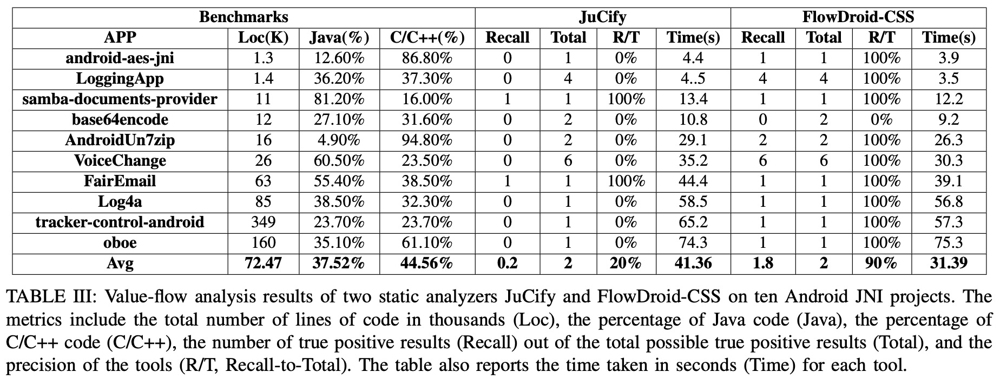 Benchmarks JuCify FlowDroid-CSS
APP Loc(K) Java(%) C/C++(%) Recall Total R/T Time(s) Recall Total R/T Time(s)
android-aes-jni 1.3 12.60% 86.80% 0 1 0% 4.4 1 1 100% 3.9
LoggingApp 1.4 36.20% 37.30% 0 4 0% 4..5 4 4 100% 3.5
samba-documents-provider 11 81.20% 16.00% 1 1 100% 13.4 1 1 100% 12.2
base64encode 12 27.10% 31.60% 0 2 0% 10.8 0 2 0% 9.2
AndroidUn7zip 16 4.90% 94.80% 0 2 0% 29.1 2 2 100% 26.3
VoiceChange 26 60.50% 23.50% 0 6 0% 35.2 6 6 100% 30.3
FairEmail 63 55.40% 38.50% 1 1 100% 44.4 1 1 100% 39.1
Log4a 85 38.50% 32.30% 0 1 0% 58.5 1 1 100% 56.8
tracker-control-android 349 23.70% 23.70% 0 1 0% 65.2 1 1 100% 57.3
oboe 160 35.10% 61.10% 0 1 0% 74.3 1 1 100% 75.3
Avg 72.47 37.52% 44.56% 0.2 2 20% 41.36 1.8 2 90% 31.39
TABLE III: Value-flow analysis results of two static analyzers JuCify and FlowDroid-CSS on ten Android JNI projects. The
metrics include the total number of lines of code in thousands (Loc), the percentage of Java code (Java), the percentage of
C/C++ code (C/C++), the number of true positive results (Recall) out of the total possible true positive results (Total), and the
precision of the tools (R/T, Recall-to-Total). The table also reports the time taken in seconds (Time) for each tool.